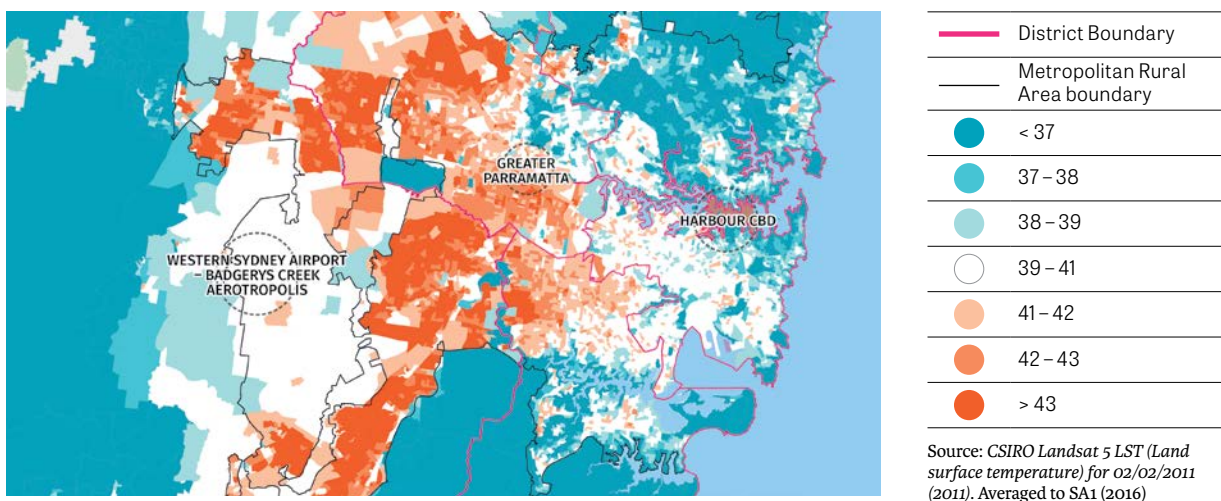 GREATER
PARRAMATTA
HARBOUR CBD
WESTERN SYDNEY AIRPORT
– BADGERYS CREEK
AEROTROPOLIS
District Boundary
Metropolitan Rural
Area boundary
< 37
37 – 38
38 – 39
39 – 41
41 – 42
42 – 43
> 43
Source: CSIRO Landsat 5 LST (Land
surface temperature) for 02/02/2011
(2011). Averaged to SA1 (2016)